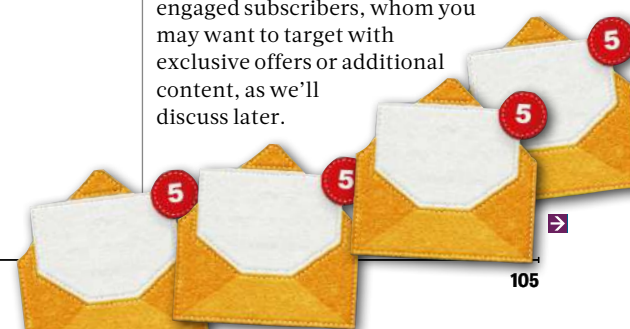 engaged subscribers, whom you
may want to target with
exclusive offers or additional
content, as we’ll
discuss later.
5
5
5
5
105